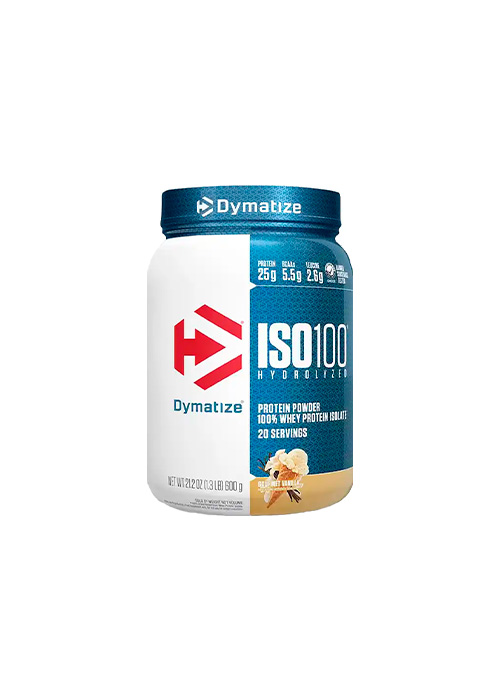 Dymatize
PROTEIN
25g
BCAAs
5.5g
LEUCINE
2.6g
ISO100
HYDROLYZED
Dymatize
PROTEIN POWDER
100% WHEY PROTEIN ISOLATE
20 SERVINGS
VANILLA
NET WT 21.2 OZ (1.3 LB) 600 g